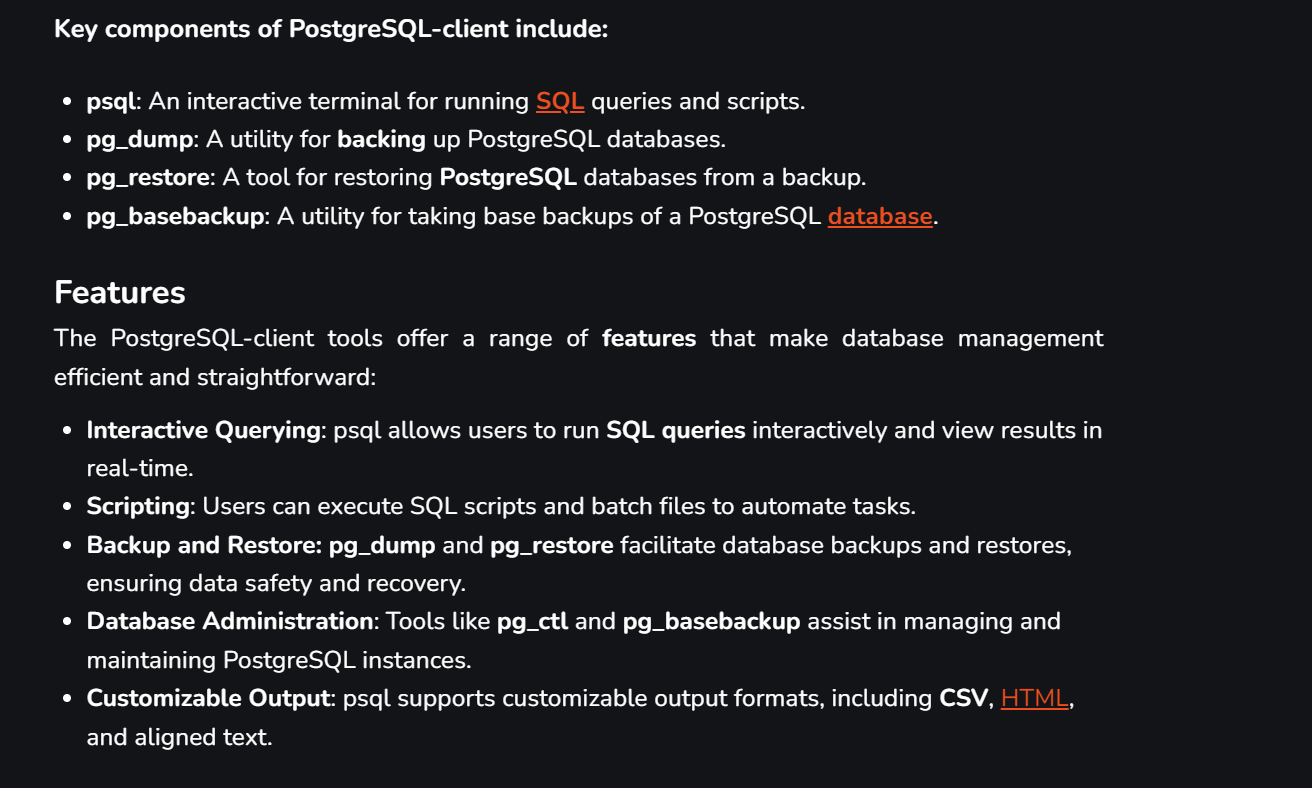 Key components of PostgreSQL-client include:
• psql: An interactive terminal for running SQL queries and scripts.
• pg_dump: A utility for backing up PostgreSQL databases.
• pg_restore: A tool for restoring PostgreSQL databases from a backup.
• pg_basebackup: A utility for taking base backups of a PostgreSQL database.
Features
The PostgreSQL-client tools offer a range of features that make database management
efficient and straightforward:
• Interactive Querying: psql allows users to run SQL queries interactively and view results in
real-time.
• Scripting: Users can execute SQL scripts and batch files to automate tasks.
• Backup and Restore: pg_dump and pg_restore facilitate database backups and restores,
ensuring data safety and recovery.
• Database Administration: Tools like pg_ctl and pg_basebackup assist in managing and
maintaining PostgreSQL instances.
• Customizable Output: psql supports customizable output formats, including CSV, HTML,
and aligned text.